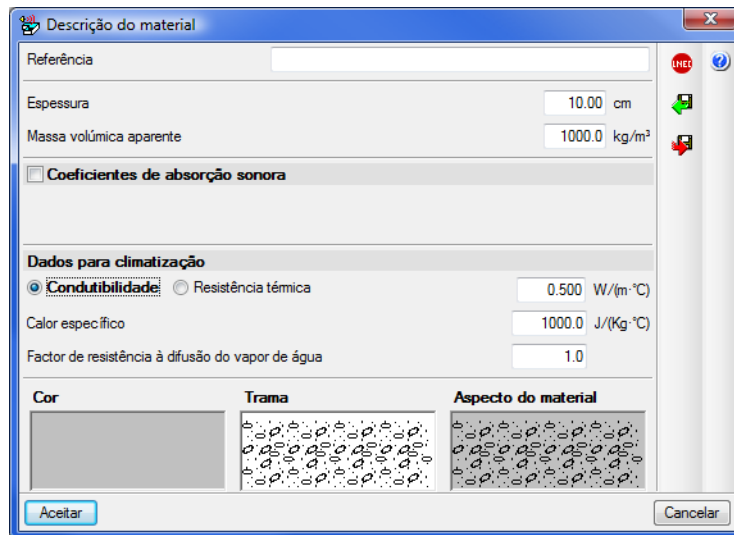 Descrição do material
Referência
LNEC
Espessura 10.00 cm
Massa volúmica aparente 1000.0 kg/m³
Coeficientes de absorção sonora
Dados para climatização
Condutibilidade Resistência térmica 0.500 W/(m·°C)
Calor específico 1000.0 J/(Kg·°C)
Factor de resistência à difusão do vapor de água 1.0
Cor Trama Aspecto do material
Aceitar Cancelar